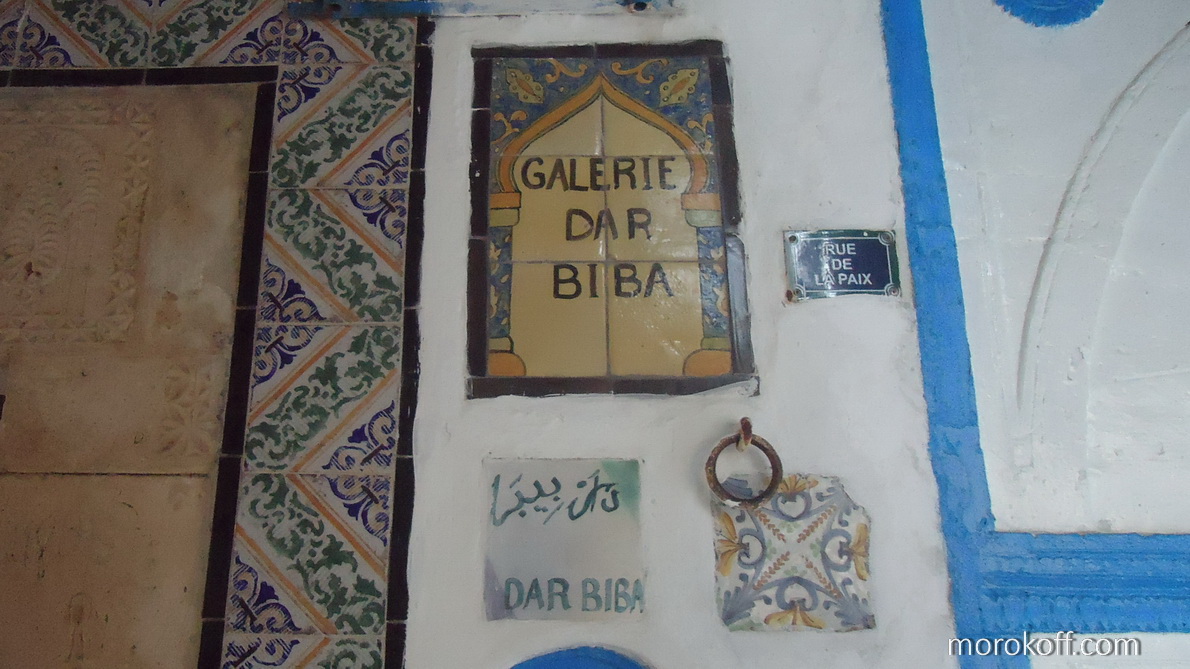 GALERIE
DAR
BIBA
RUE
DE
LA PAIX
دار بيبا
DAR BIBA
morokoff.com